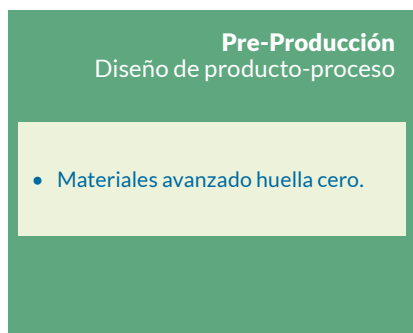 Pre-Producción
Diseño de producto-proceso
• Materiales avanzado huella cero.